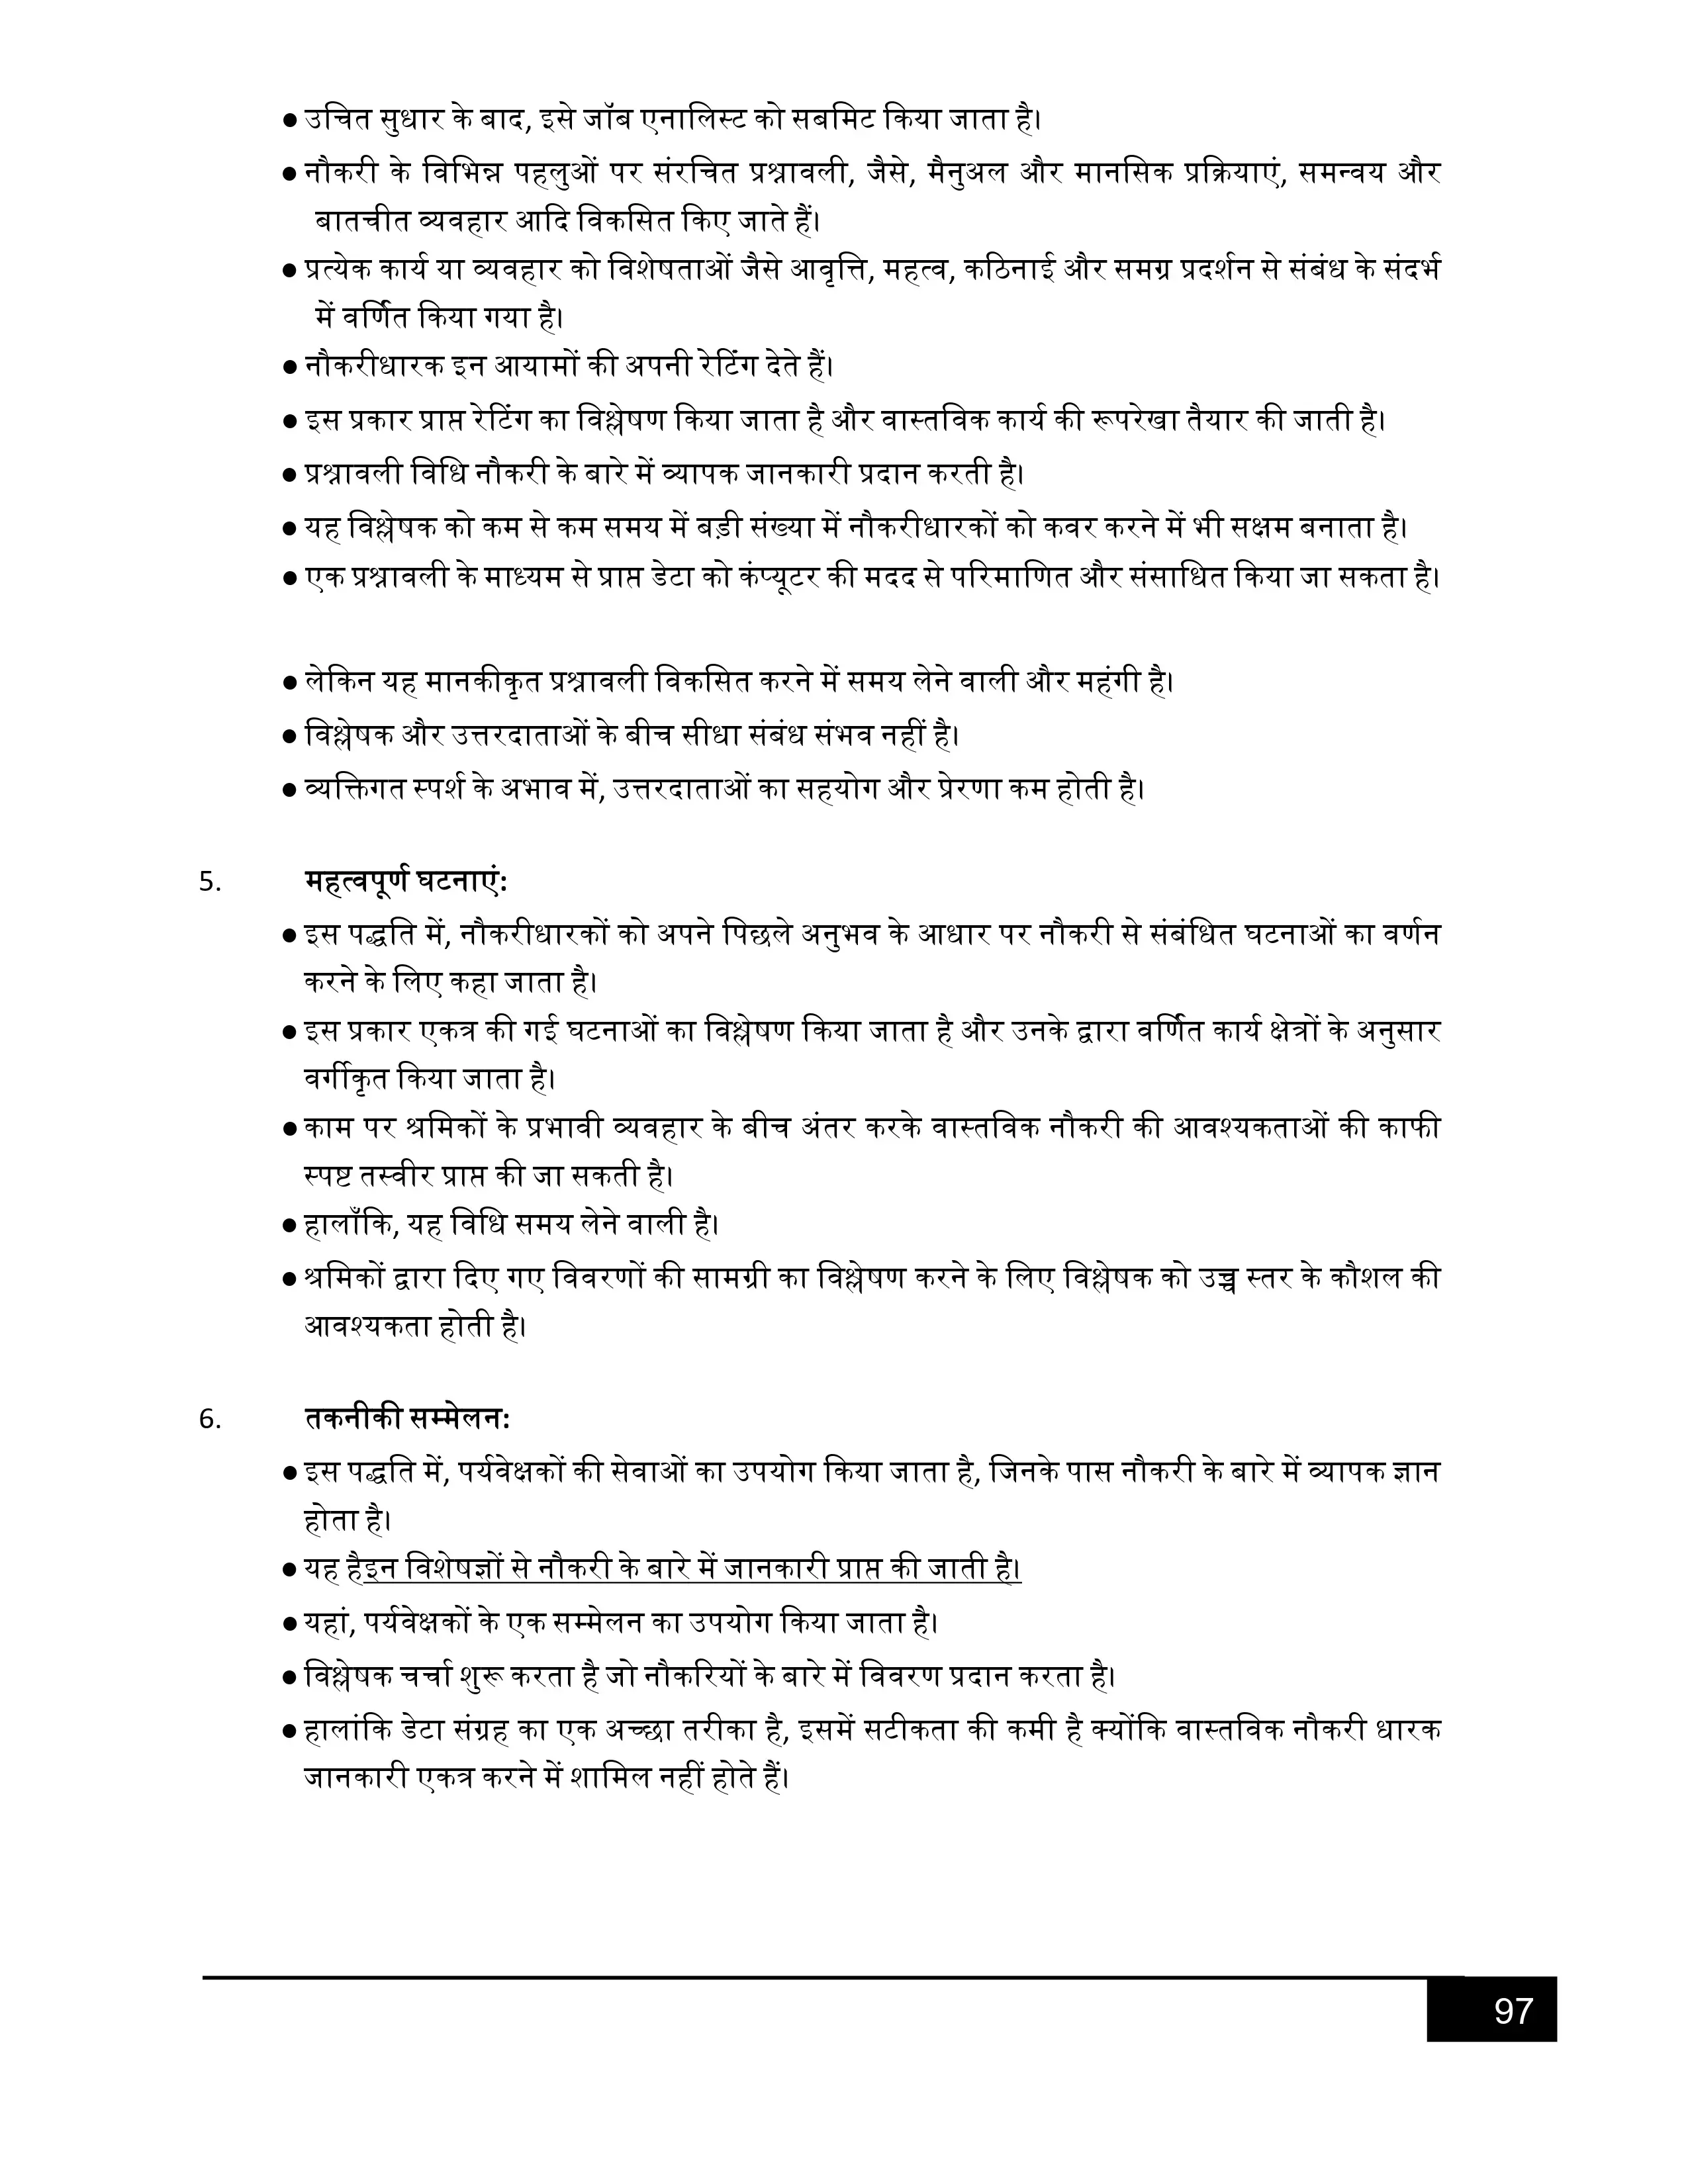 ● उचित सुधार के बाद, इसे जॉब एनालिस्ट को सबमिट किया जाता है।
● नौकरी के विभिन्न पहलुओं पर संरचित प्रश्नावली, जैसे, मैनुअल और मानसिक प्रक्रियाएं, समन्वय और
बातचीत व्यवहार आदि विकसित किए जाते हैं।
● प्रत्येक कार्य या व्यवहार को विशेषताओं जैसे आवृत्ति, महत्व, कठिनाई और समग्र प्रदर्शन से संबंध के संदर्भ
में वर्णित किया गया है।
● नौकरीधारक इन आयामों की अपनी रेटिंग देते हैं।
● इस प्रकार प्राप्त रेटिंग का विश्लेषण किया जाता है और वास्तविक कार्य की रूपरेखा तैयार की जाती है।
● प्रश्नावली विधि नौकरी के बारे में व्यापक जानकारी प्रदान करती है।
● यह विश्लेषक को कम से कम समय में बड़ी संख्या में नौकरीधारकों को कवर करने में भी सक्षम बनाता है।
● एक प्रश्नावली के माध्यम से प्राप्त डेटा को कंप्यूटर की मदद से परिमाणित और संसाधित किया जा सकता है।
● लेकिन यह मानकीकृत प्रश्नावली विकसित करने में समय लेने वाली और महंगी है।
● विश्लेषक और उत्तरदाताओं के बीच सीधा संबंध संभव नहीं है।
● व्यक्तिगत स्पर्श के अभाव में, उत्तरदाताओं का सहयोग और प्रेरणा कम होती है।
5. महत्वपूर्ण घटनाएं:
● इस पद्धति में, नौकरीधारकों को अपने पिछले अनुभव के आधार पर नौकरी से संबंधित घटनाओं का वर्णन
करने के लिए कहा जाता है।
● इस प्रकार एकत्र की गई घटनाओं का विश्लेषण किया जाता है और उनके द्वारा वर्णित कार्य क्षेत्रों के अनुसार
वर्गीकृत किया जाता है।
● काम पर श्रमिकों के प्रभावी व्यवहार के बीच अंतर करके वास्तविक नौकरी की आवश्यकताओं की काफी
स्पष्ट तस्वीर प्राप्त की जा सकती है।
● हालाँकि, यह विधि समय लेने वाली है।
● श्रमिकों द्वारा दिए गए विवरणों की सामग्री का विश्लेषण करने के लिए विश्लेषक को उच्च स्तर के कौशल की
आवश्यकता होती है।
6. तकनीकी सम्मेलन:
● इस पद्धति में, पर्यवेक्षकों की सेवाओं का उपयोग किया जाता है, जिनके पास नौकरी के बारे में व्यापक ज्ञान
होता है।
● यह हैइन विशेषज्ञों से नौकरी के बारे में जानकारी प्राप्त की जाती है।
● यहां, पर्यवेक्षकों के एक सम्मेलन का उपयोग किया जाता है।
● विश्लेषक चर्चा शुरू करता है जो नौकरियों के बारे में विवरण प्रदान करता है।
● हालांकि डेटा संग्रह का एक अच्छा तरीका है, इसमें सटीकता की कमी है क्योंकि वास्तविक नौकरी धारक
जानकारी एकत्र करने में शामिल नहीं होते हैं।
97